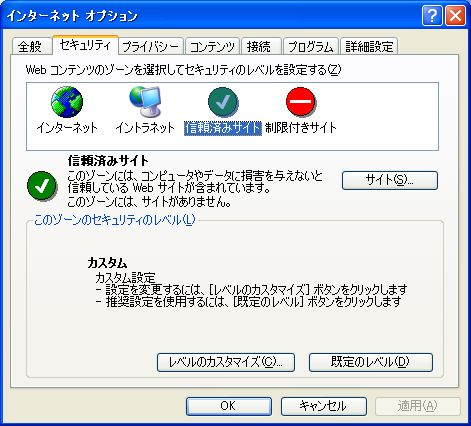 インターネット オプション
全般 セキュリティ プライバシー コンテンツ 接続 プログラム 詳細設定
Web コンテンツのゾーンを選択してセキュリティのレベルを設定する(Z)
インターネット イントラネット 信頼済みサイト 制限付きサイト
信頼済みサイト
このゾーンには、コンピュータやデータに損害を与えないと
信頼している Web サイトが含まれています。
このゾーンには、サイトがありません。
サイト(S)...
このゾーンのセキュリティのレベル(L)
カスタム
カスタム設定
- 設定を変更するには、[レベルのカスタマイズ] ボタンをクリックします
- 推奨設定を使用するには、[既定のレベル] ボタンをクリックします
レベルのカスタマイズ(C)... 既定のレベル(D)
OK キャンセル 適用(A)